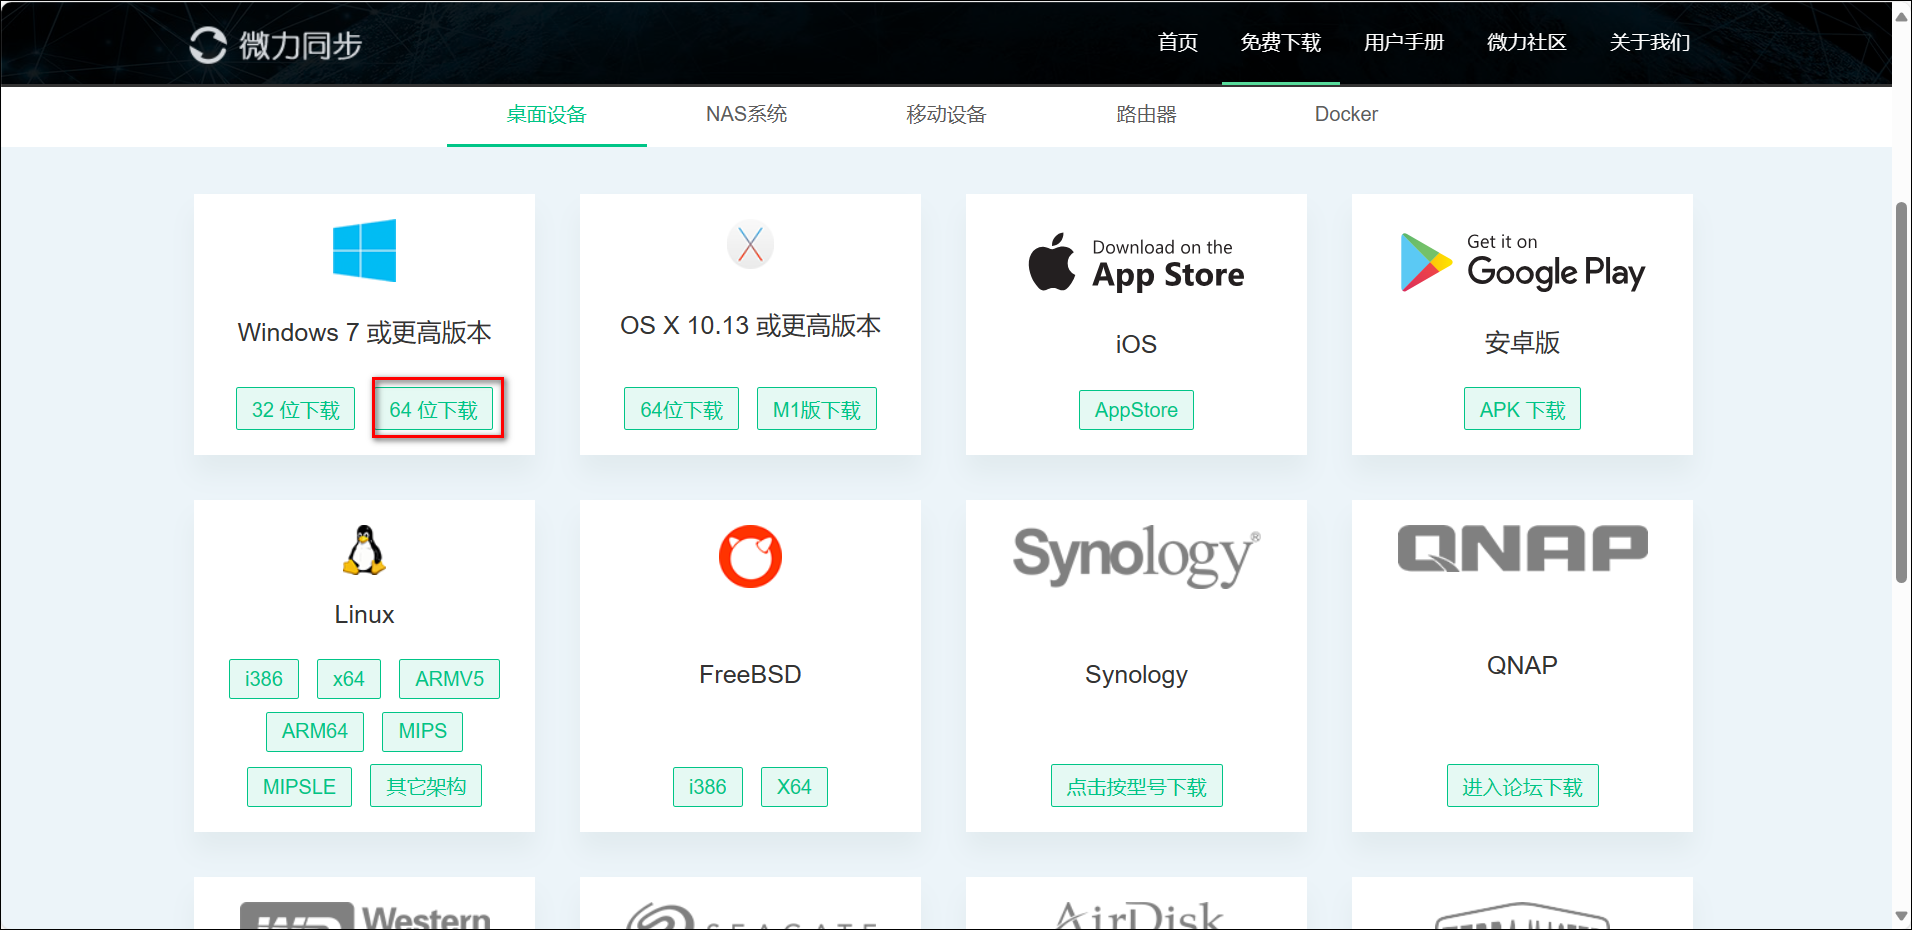 微力同步
首页 免费下载 用户手册 微力社区 关于我们
桌面设备 NAS系统 移动设备 路由器 Docker
Windows 7 或更高版本
32 位下载 64 位下载
OS X 10.13 或更高版本
64位下载 M1版下载
Download on the
App Store
iOS
AppStore
Get it on
Google Play
安卓版
APK 下载
Linux
i386 x64 ARMV5
ARM64 MIPS
MIPSLE 其它架构
FreeBSD
i386 X64
Synology®
Synology
点击按型号下载
QNAP
QNAP
进入论坛下载
WD Western
SEAGATE
AirDisk